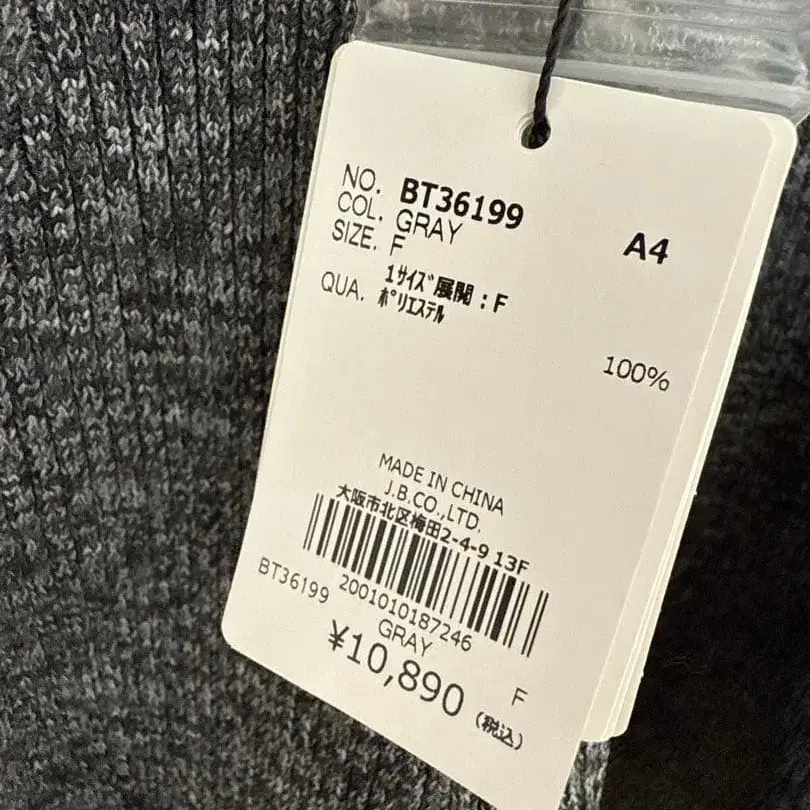 NO. BT36199
COL. GRAY A4
SIZE. F
1ｻｲｽﾞ展開：F
QUA. ﾎﾟﾘｴｽﾃﾙ
100%
MADE IN CHINA
J.B.CO.,LTD.
大阪市北区梅田2-4-9 13F
BT36199 2001010187246
GRAY F
¥10,890 (税込)